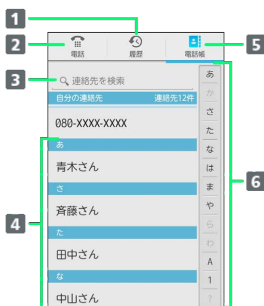 1
2
電話
履歴
電話帳
5
3
連絡先を検索
自分の連絡先 連絡先12件
080-XXXX-XXXX
あ
青木さん
さ
斉藤さん
4
た
田中さん
な
中山さん
あ
か
さ
た
な
は
ま
や
ら
わ
A
1
?
6